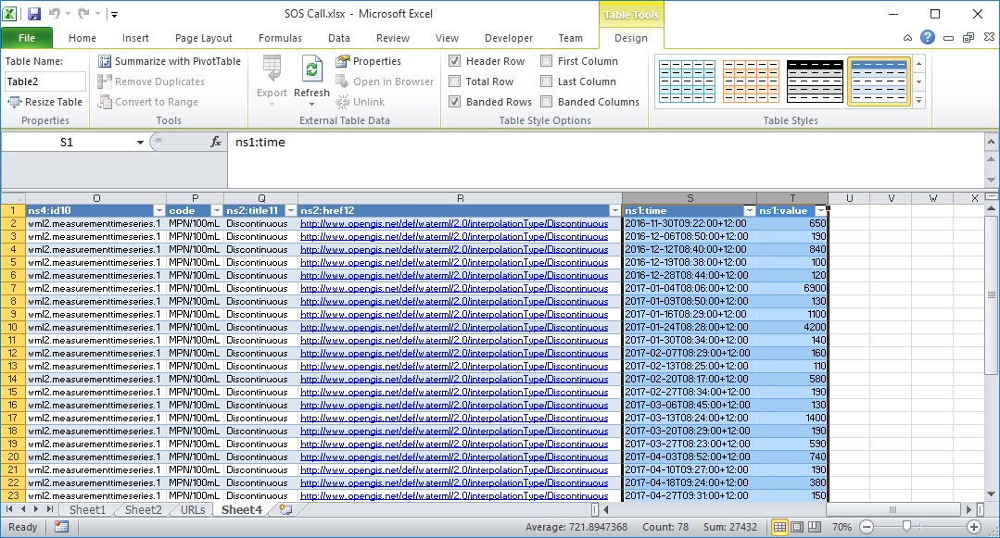 SOS Call.xlsx - Microsoft Excel
Table Tools
File Home Insert Page Layout Formulas Data Review View Developer Team Design
Table Name: Summarize with PivotTable Properties Header Row First Column
Table2 Remove Duplicates Export Refresh Open in Browser Total Row Last Column
Resize Table Convert to Range Unlink Banded Rows Banded Columns
Properties Tools External Table Data Table Style Options Table Styles
S1 fx ns1:time
O P Q R S T U V W X
1 ns4:id10 code ns2:title11 ns2:href12 ns1:time ns1:value
2 wml2.measurementtimeseries.1 MPN/100mL Discontinuous http://www.opengis.net/def/waterml/2.0/interpolationType/Discontinuous 2016-11-30T09:22:00+12:00 650
3 wml2.measurementtimeseries.1 MPN/100mL Discontinuous http://www.opengis.net/def/waterml/2.0/interpolationType/Discontinuous 2016-12-06T08:50:00+12:00 190
4 wml2.measurementtimeseries.1 MPN/100mL Discontinuous http://www.opengis.net/def/waterml/2.0/interpolationType/Discontinuous 2016-12-12T08:40:00+12:00 840
5 wml2.measurementtimeseries.1 MPN/100mL Discontinuous http://www.opengis.net/def/waterml/2.0/interpolationType/Discontinuous 2016-12-19T08:38:00+12:00 100
6 wml2.measurementtimeseries.1 MPN/100mL Discontinuous http://www.opengis.net/def/waterml/2.0/interpolationType/Discontinuous 2016-12-28T08:44:00+12:00 120
7 wml2.measurementtimeseries.1 MPN/100mL Discontinuous http://www.opengis.net/def/waterml/2.0/interpolationType/Discontinuous 2017-01-04T08:06:00+12:00 6900
8 wml2.measurementtimeseries.1 MPN/100mL Discontinuous http://www.opengis.net/def/waterml/2.0/interpolationType/Discontinuous 2017-01-09T08:50:00+12:00 130
9 wml2.measurementtimeseries.1 MPN/100mL Discontinuous http://www.opengis.net/def/waterml/2.0/interpolationType/Discontinuous 2017-01-16T08:29:00+12:00 1100
10 wml2.measurementtimeseries.1 MPN/100mL Discontinuous http://www.opengis.net/def/waterml/2.0/interpolationType/Discontinuous 2017-01-24T08:28:00+12:00 4200
11 wml2.measurementtimeseries.1 MPN/100mL Discontinuous http://www.opengis.net/def/waterml/2.0/interpolationType/Discontinuous 2017-01-30T08:34:00+12:00 140
12 wml2.measurementtimeseries.1 MPN/100mL Discontinuous http://www.opengis.net/def/waterml/2.0/interpolationType/Discontinuous 2017-02-07T08:29:00+12:00 160
13 wml2.measurementtimeseries.1 MPN/100mL Discontinuous http://www.opengis.net/def/waterml/2.0/interpolationType/Discontinuous 2017-02-13T08:25:00+12:00 110
14 wml2.measurementtimeseries.1 MPN/100mL Discontinuous http://www.opengis.net/def/waterml/2.0/interpolationType/Discontinuous 2017-02-20T08:17:00+12:00 580
15 wml2.measurementtimeseries.1 MPN/100mL Discontinuous http://www.opengis.net/def/waterml/2.0/interpolationType/Discontinuous 2017-02-27T08:34:00+12:00 190
16 wml2.measurementtimeseries.1 MPN/100mL Discontinuous http://www.opengis.net/def/waterml/2.0/interpolationType/Discontinuous 2017-03-06T08:45:00+12:00 130
17 wml2.measurementtimeseries.1 MPN/100mL Discontinuous http://www.opengis.net/def/waterml/2.0/interpolationType/Discontinuous 2017-03-13T08:24:00+12:00 1400
18 wml2.measurementtimeseries.1 MPN/100mL Discontinuous http://www.opengis.net/def/waterml/2.0/interpolationType/Discontinuous 2017-03-20T08:29:00+12:00 190
19 wml2.measurementtimeseries.1 MPN/100mL Discontinuous http://www.opengis.net/def/waterml/2.0/interpolationType/Discontinuous 2017-03-27T08:23:00+12:00 590
20 wml2.measurementtimeseries.1 MPN/100mL Discontinuous http://www.opengis.net/def/waterml/2.0/interpolationType/Discontinuous 2017-04-03T08:52:00+12:00 740
21 wml2.measurementtimeseries.1 MPN/100mL Discontinuous http://www.opengis.net/def/waterml/2.0/interpolationType/Discontinuous 2017-04-10T09:27:00+12:00 190
22 wml2.measurementtimeseries.1 MPN/100mL Discontinuous http://www.opengis.net/def/waterml/2.0/interpolationType/Discontinuous 2017-04-18T09:24:00+12:00 380
23 wml2.measurementtimeseries.1 MPN/100mL Discontinuous http://www.opengis.net/def/waterml/2.0/interpolationType/Discontinuous 2017-04-27T09:31:00+12:00 150
Sheet1 Sheet2 URLs Sheet4
Ready Average: 721.8947368 Count: 78 Sum: 27432 70%